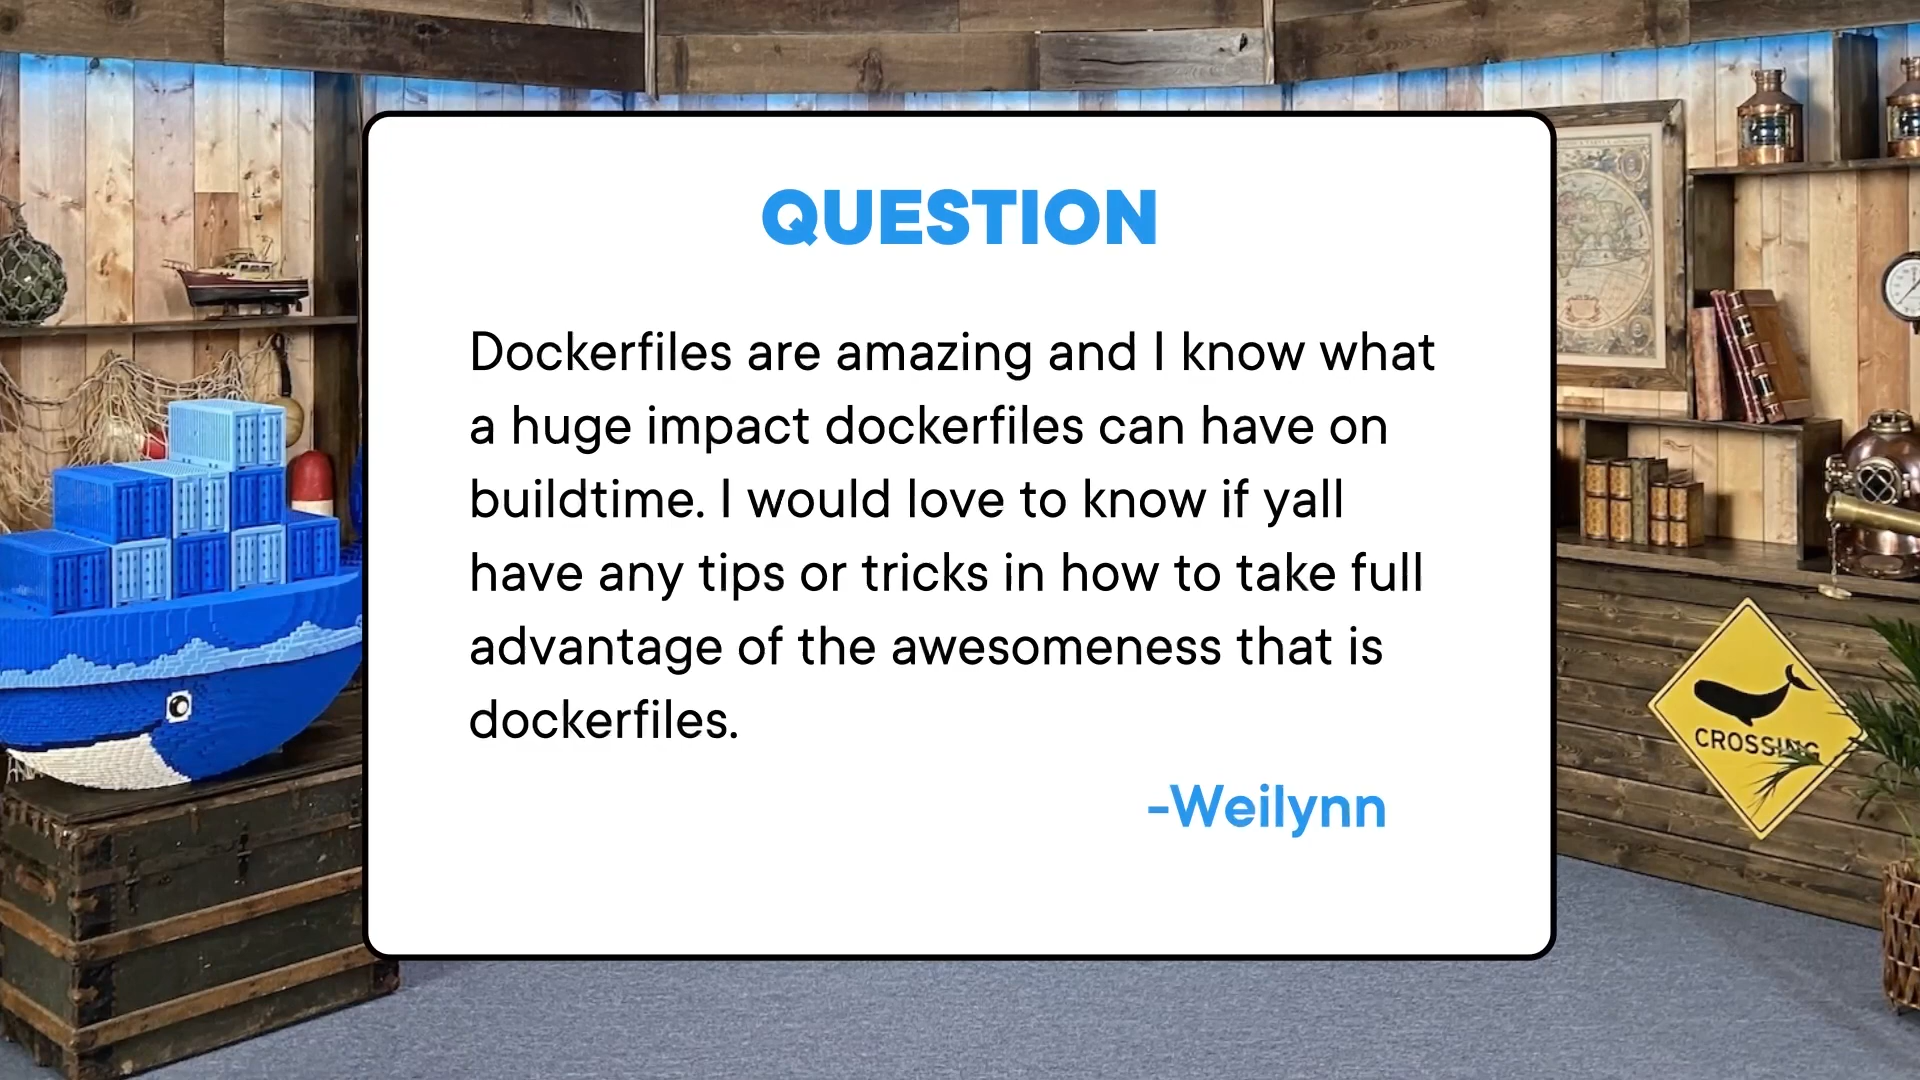 QUESTION
Dockerfiles are amazing and I know what
a huge impact dockerfiles can have on
buildtime. I would love to know if yall
have any tips or tricks in how to take full
advantage of the awesomeness that is
dockerfiles.
-Weilynn
CROSSING